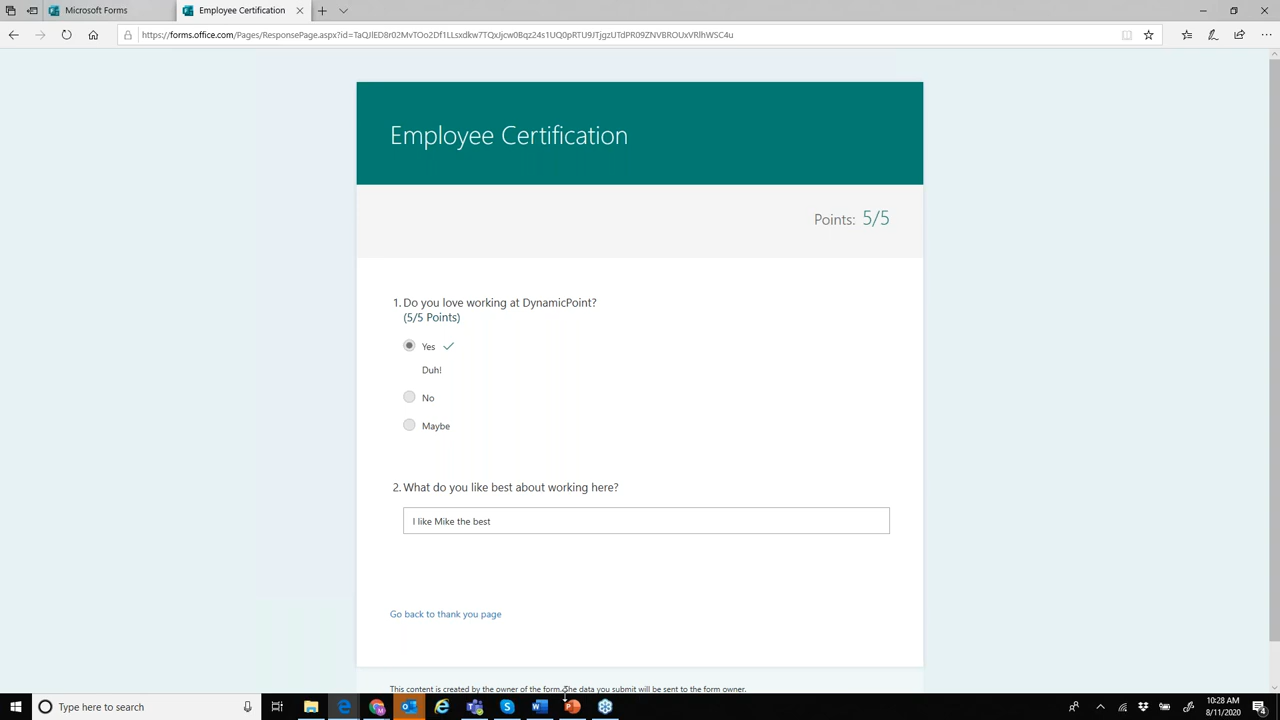 Microsoft Forms
Employee Certification
https://forms.office.com/Pages/ResponsePage.aspx?id=TaQJlED8r02MvTOo2Df1LLsxdkw7TQxJjcw0Bqz24s1UQ0pRTU9JTjgzUTdPR09ZNVBROUxVRlhWSC4u
Employee Certification
Points: 5/5
1. Do you love working at DynamicPoint?
(5/5 Points)
Yes
Duh!
No
Maybe
2. What do you like best about working here?
I like Mike the best
Go back to thank you page
This content is created by the owner of the form. The data you submit will be sent to the form owner.
Type here to search
10:28 AM
8/11/2020